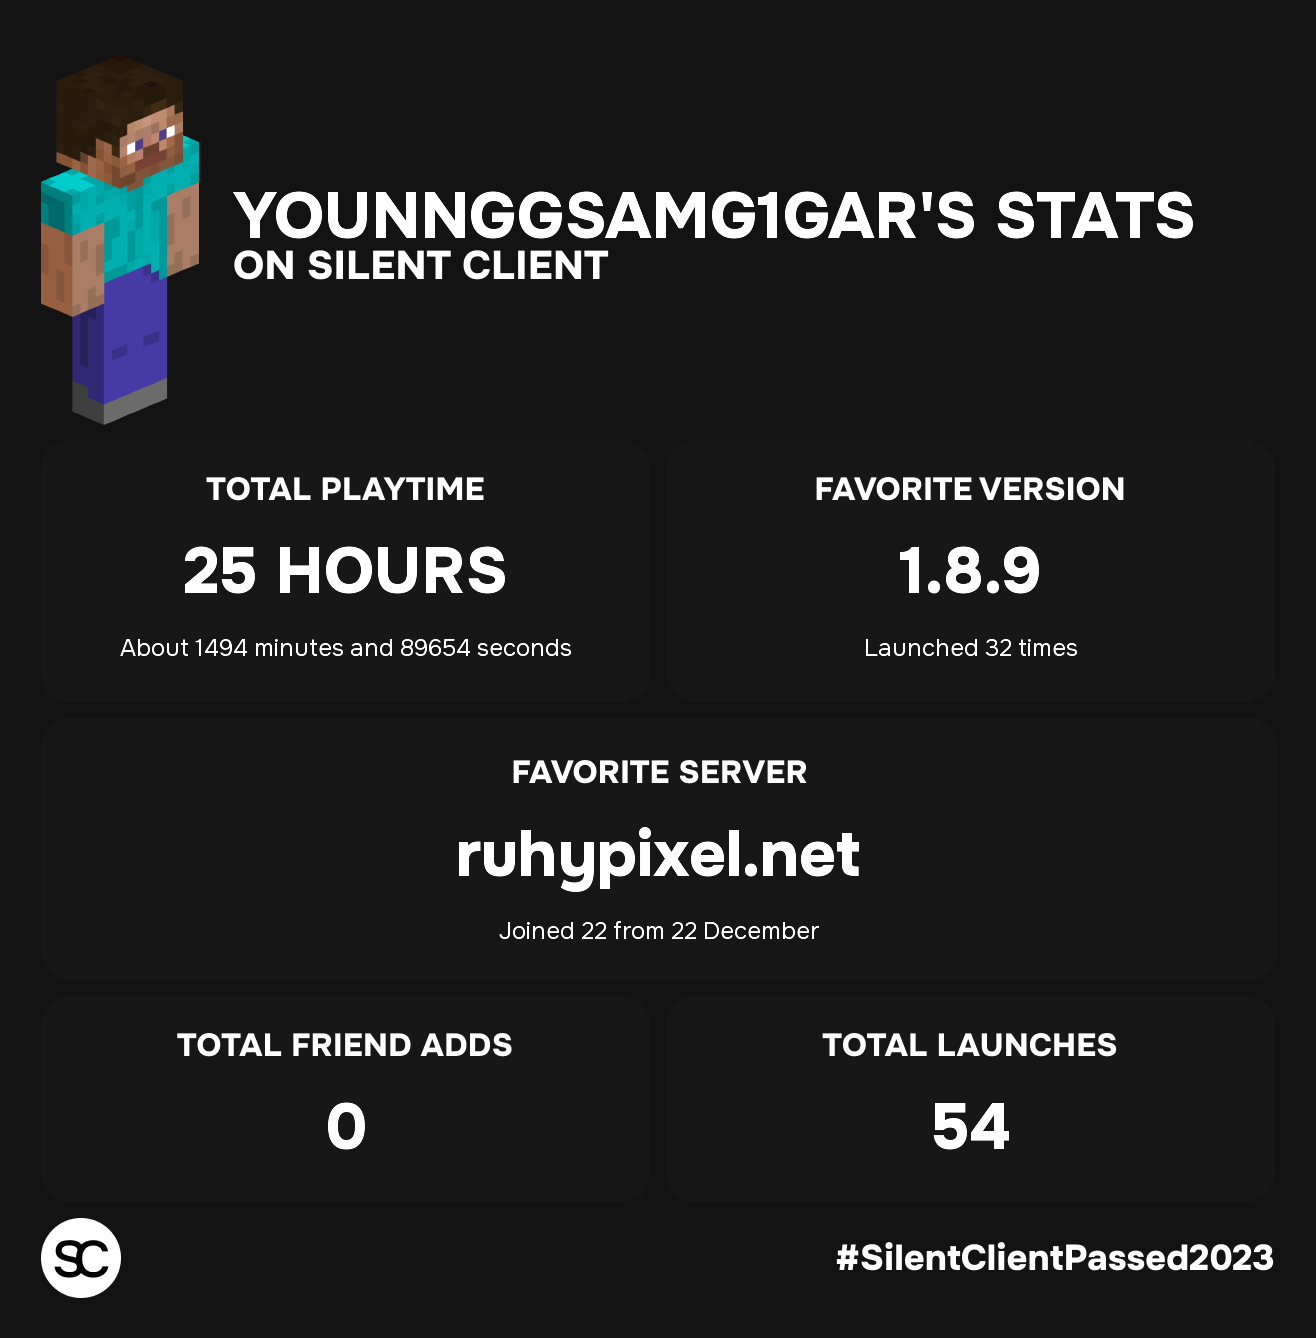 YOUNNGGSAMG1GAR'S STATS
ON SILENT CLIENT
TOTAL PLAYTIME
25 HOURS
About 1494 minutes and 89654 seconds
FAVORITE VERSION
1.8.9
Launched 32 times
FAVORITE SERVER
ruhypixel.net
Joined 22 from 22 December
TOTAL FRIEND ADDS
0
TOTAL LAUNCHES
54
SC
#SilentClientPassed2023